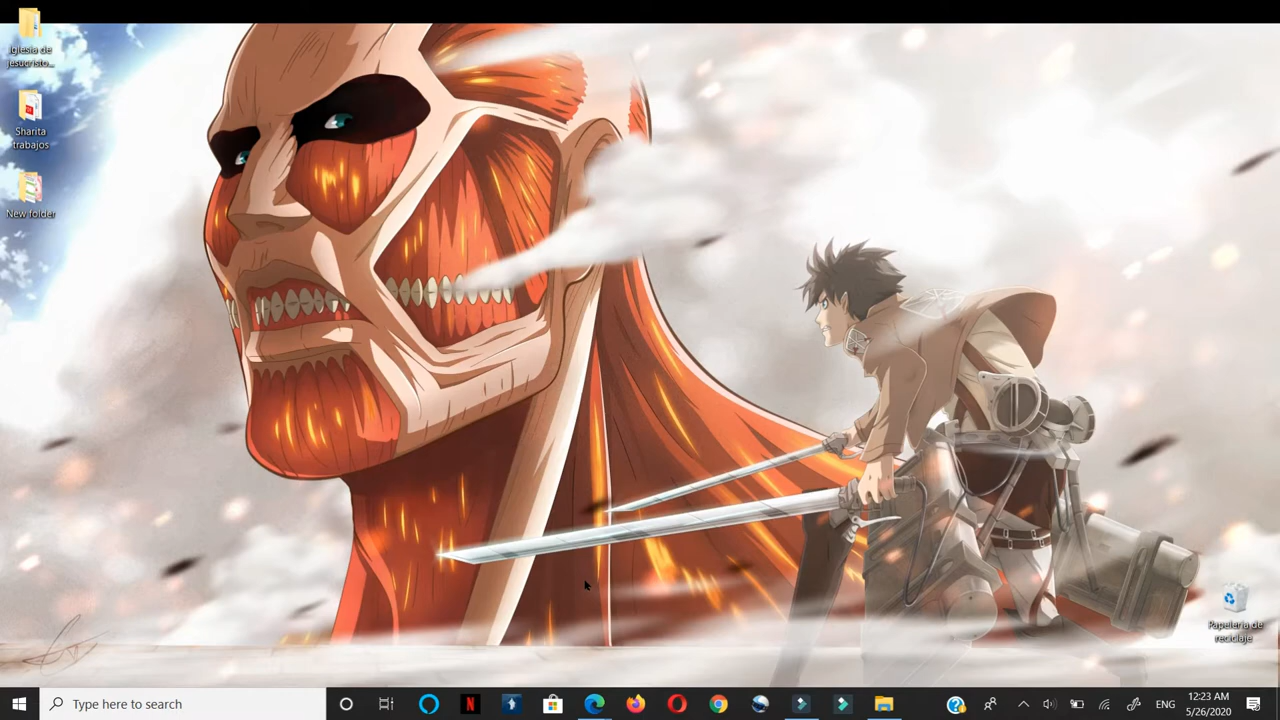 Iglesia de
jesucristo...
Sharita
trabajos
New folder
Papelería de
reciclaje
Type here to search
N
ENG
12:23 AM
5/26/2020